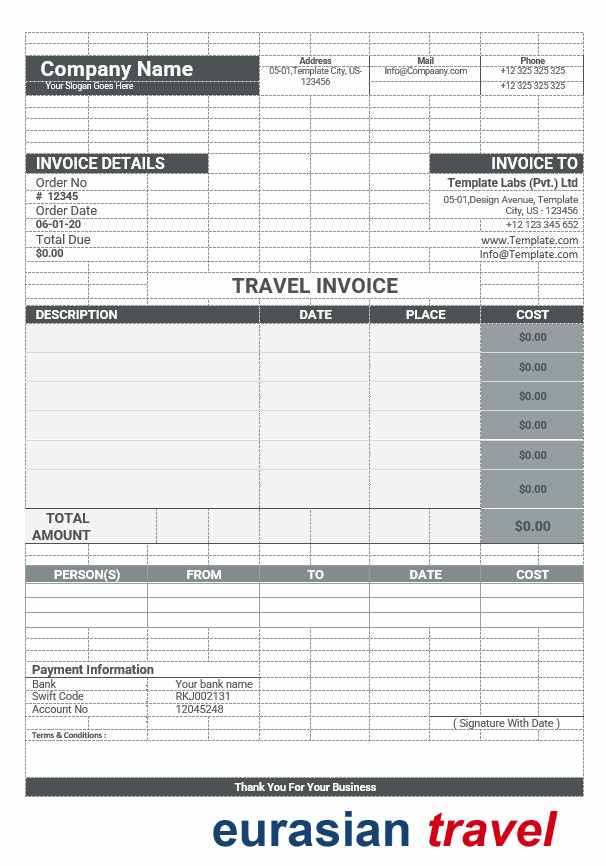 Company Name
Your Slogan Goes Here
Address
05-01,Template City, US-
123456
Mail
Info@Compaany.com
Phone
+12 325 325 325
+12 325 325 325
INVOICE DETAILS
Order No
# 12345
Order Date
06-01-20
Total Due
$0.00
INVOICE TO
Template Labs (Pvt.) Ltd
05-01,Design Avenue, Template
City, US - 123456
+12 123 345 652
www.Template.com
Info@Template.com
TRAVEL INVOICE
DESCRIPTION DATE PLACE COST
$0.00
$0.00
$0.00
$0.00
$0.00
$0.00
TOTAL
AMOUNT
$0.00
PERSON(S) FROM TO DATE COST
Payment Information
Bank : Your bank name
Swift Code : RKJ002131
Account No : 12045248
( Signature With Date )
Terms & Conditions :
Thank You For Your Business
eurasian travel